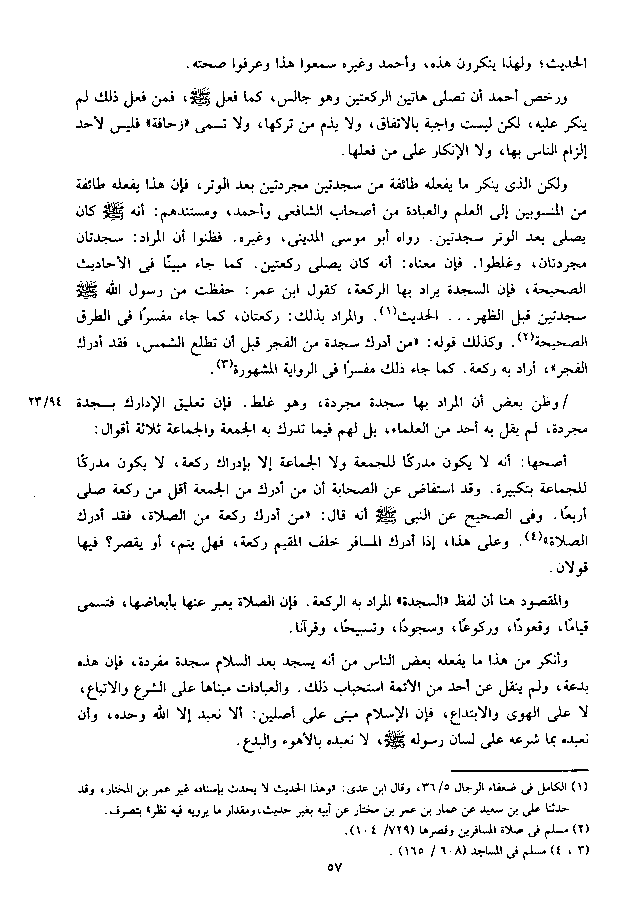 الحديث؛ ولهذا ينكرون هذه، وأحمد وغيره سمعوا هذا وعرفوا صحته.
ورخص أحمد أن تصلى هاتين الركعتين وهو جالس، كما فعل ﷺ، فمن فعل ذلك لم
ينكر عليه، لكن ليست واجبة بالاتفاق، ولا يذم من تركها، ولا تسمى «زحافة» فليس لأحد
إلزام الناس بها، ولا الإنكار على من فعلها.
ولكن الذى ينكر ما يفعله طائفة من سجدتين مجردتين بعد الوتر، فإن هذا يفعله طائفة
من المنسوبين إلى العلم والعبادة من أصحاب الشافعى وأحمد، ومستندهم: أنه ﷺ كان
يصلى بعد الوتر سجدتين. رواه أبو موسى المدينى، وغيره. فظنوا أن المراد: سجدتان
مجردتان، وغلطوا. فإن معناه: أنه كان يصلى ركعتين. كما جاء مبينًا فى الأحاديث
الصحيحة، فإن السجدة يراد بها الركعة، كقول ابن عمر: حفظت من رسول الله ﷺ
سجدتين قبل الظهر... الحديث(١). والمراد بذلك: ركعتان، كما جاء مفسرًا فى الطرق
الصحيحة(٢). وكذلك قوله: «من أدرك سجدة من الفجر قبل أن تطلع الشمس، فقد أدرك
الفجر»، أراد به ركعة. كما جاء ذلك مفسرًا فى الرواية المشهورة(٣).
٢٣/٩٤ / وظن بعض أن المراد بها سجدة مجردة، وهو غلط. فإن تعليق الإدارك بسجدة
مجردة، لم يقل به أحد من العلماء، بل لهم فيما تدرك به الجمعة والجماعة ثلاثة أقوال:
أصحها: أنه لا يكون مدركًا للجمعة ولا الجماعة إلا بإدراك ركعة، لا يكون مدركًا
للجماعة بتكبيرة. وقد استفاض عن الصحابة أن من أدرك من الجمعة أقل من ركعة صلى
أربعًا. وفى الصحيح عن النبى ﷺ أنه قال: «من أدرك ركعة من الصلاة، فقد أدرك
الصلاة»(٤). وعلى هذا، إذا أدرك المسافر خلف المقيم ركعة، فهل يتم، أو يقصر؟ فيها
قولان.
والمقصود هنا أن لفظ «السجدة» المراد به الركعة. فإن الصلاة يعبر عنها بأبعاضها، فتسمى
قيامًا، وقعودًا، وركوعًا، وسجودًا، وتسبيحًا، وقرآنا.
وأنكر من هذا ما يفعله بعض الناس من أنه يسجد بعد السلام سجدة مفردة، فإن هذه
بدعة، ولم ينقل عن أحد من الأئمة استحباب ذلك. والعبادات مبناها على الشرع والاتباع،
لا على الهوى والابتداع، فإن الإسلام مبنى على أصلين: ألا نعبد إلا الله وحده، وأن
نعبده بما شرعه على لسان رسوله ﷺ، لا نعبده بالأهوء والبدع.
(١) الكامل فى ضعفاء الرجال ٣٦/٥، وقال ابن عدى: «وهذا الحديث لا يحدث بإسناده غير عمر بن المختار، وقد
حدثنا على بن سعيد عن عمار بن عمر بن مختار عن أبيه بغير حديث، ومقدار ما يرويه فيه نظر» بتصرف.
(٢) مسلم فى صلاة المسافرين وقصرها (٧٢٩/ ١٠٤).
(٣ ، ٤) مسلم فى المساجد (٦٠٨ / ١٦٥) .
٥٧